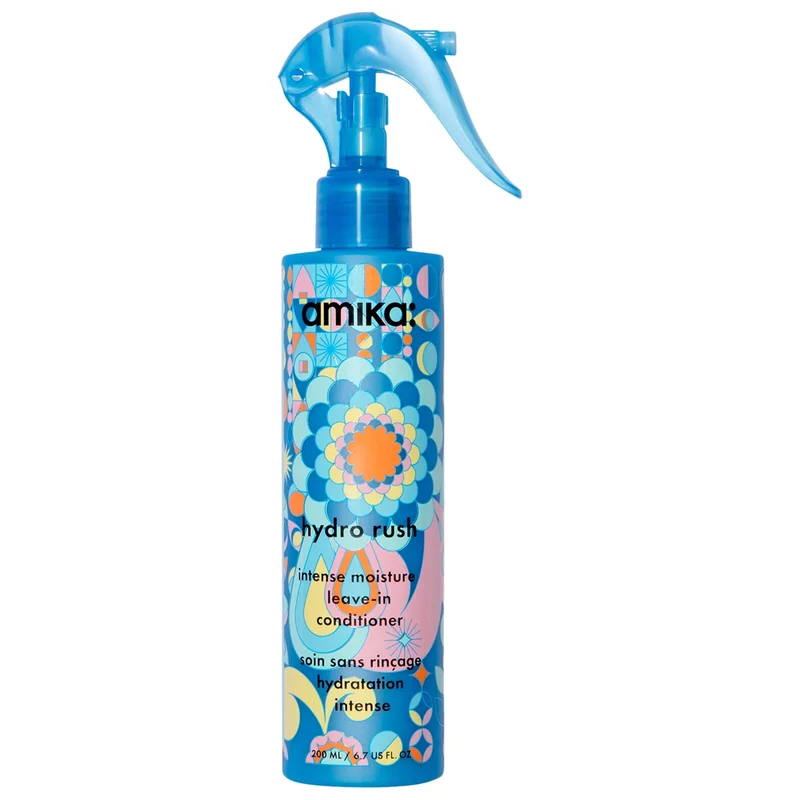 amika:
hydro rush
intense moisture
leave-in
conditioner
soin sans rinçage
hydratation
intense
200 ML / 6.7 US FL. OZ